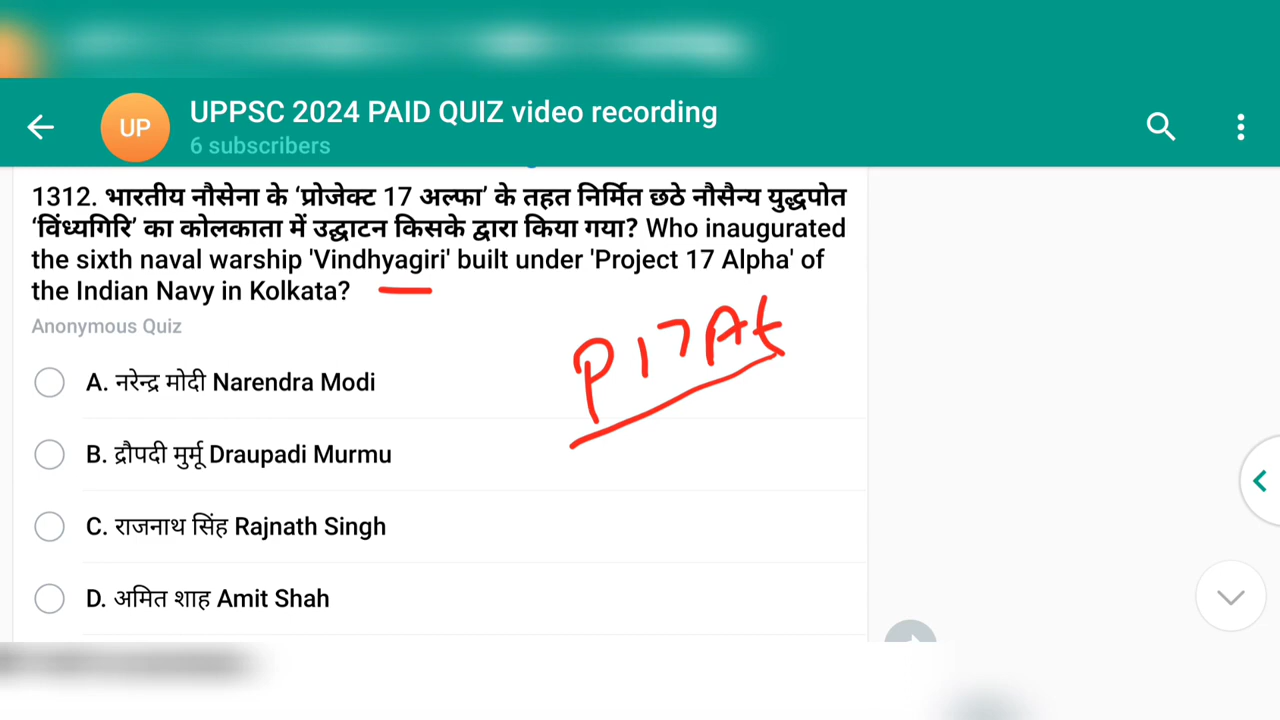 UP
UPPSC 2024 PAID QUIZ video recording
6 subscribers
1312. भारतीय नौसेना के ‘प्रोजेक्ट 17 अल्फा’ के तहत निर्मित छठे नौसैन्य युद्धपोत
‘विंध्यगिरि’ का कोलकाता में उद्घाटन किसके द्वारा किया गया? Who inaugurated
the sixth naval warship 'Vindhyagiri' built under 'Project 17 Alpha' of
the Indian Navy in Kolkata?
Anonymous Quiz
P17A
A. नरेन्द्र मोदी Narendra Modi
B. द्रौपदी मुर्मू Draupadi Murmu
C. राजनाथ सिंह Rajnath Singh
D. अमित शाह Amit Shah